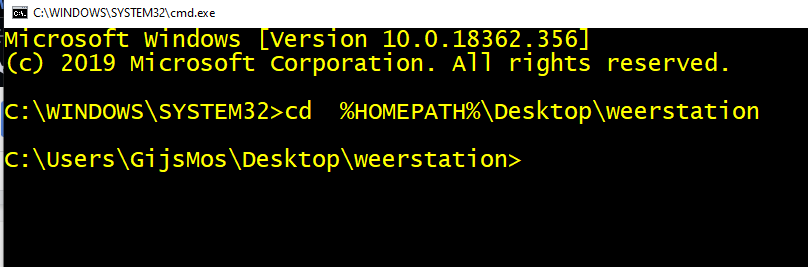 C:\WINDOWS\SYSTEM32\cmd.exe
Microsoft Windows [Version 10.0.18362.356]
(c) 2019 Microsoft Corporation. All rights reserved.
C:\WINDOWS\SYSTEM32>cd  %HOMEPATH%\Desktop\weerstation
C:\Users\GijsMos\Desktop\weerstation>